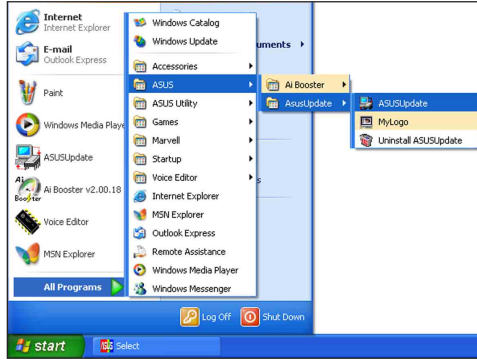 Internet
Internet Explorer
E-mail
Outlook Express
Paint
Windows Media Playe
ASUSUpdate
Ai Booster v2.00.18
Voice Editor
MSN Explorer
All Programs
Windows Catalog
Windows Update
Accessories
ASUS
ASUS Utility
Games
Marvell
Startup
Voice Editor
Internet Explorer
MSN Explorer
Outlook Express
Remote Assistance
Windows Media Player
Windows Messenger
uments
s
Ai Booster
AsusUpdate
ASUSUpdate
MyLogo
Uninstall ASUSUpdate
Log Off
Shut Down
start
Select